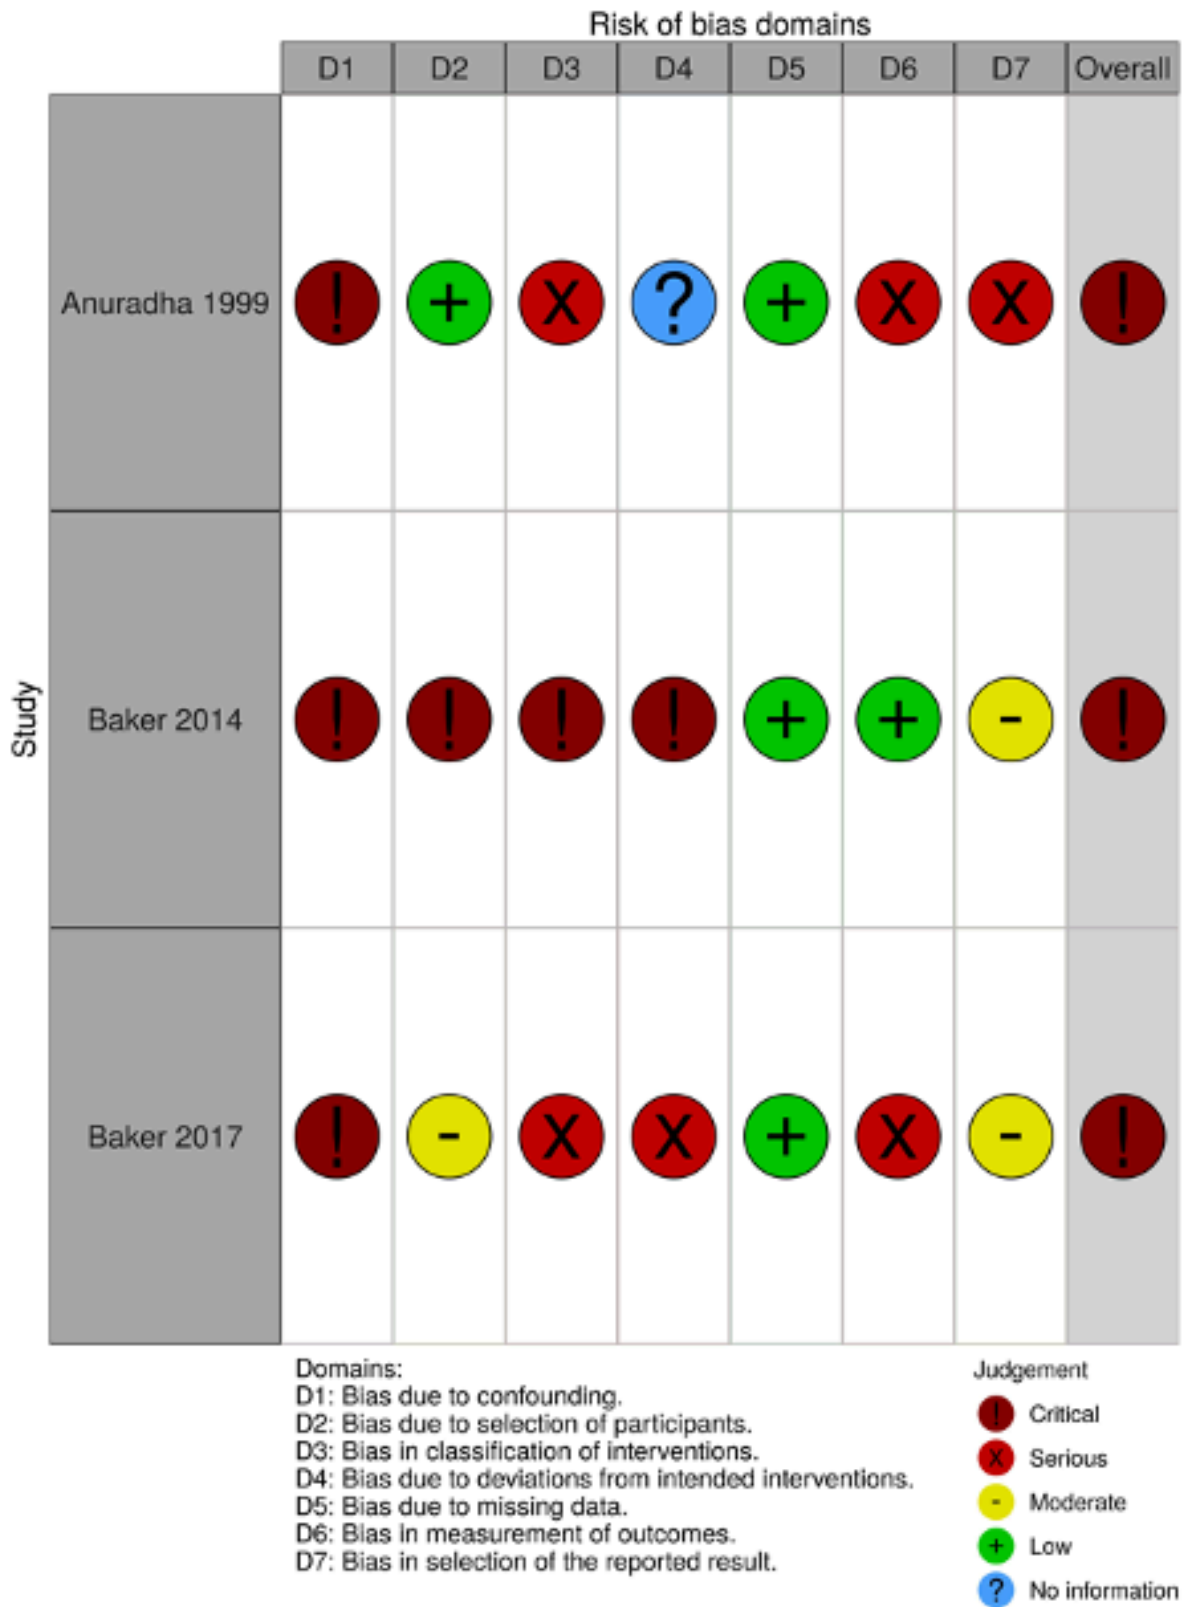 Risk of bias domains
D1 D2 D3 D4 D5 D6 D7 Overall
Study
Anuradha 1999 ! + X ? + X X !
Baker 2014 ! ! ! ! + + - !
Baker 2017 ! - X X + X - !
Domains:
D1: Bias due to confounding.
D2: Bias due to selection of participants.
D3: Bias in classification of interventions.
D4: Bias due to deviations from intended interventions.
D5: Bias due to missing data.
D6: Bias in measurement of outcomes.
D7: Bias in selection of the reported result.
Judgement
! Critical
X Serious
- Moderate
+ Low
? No information